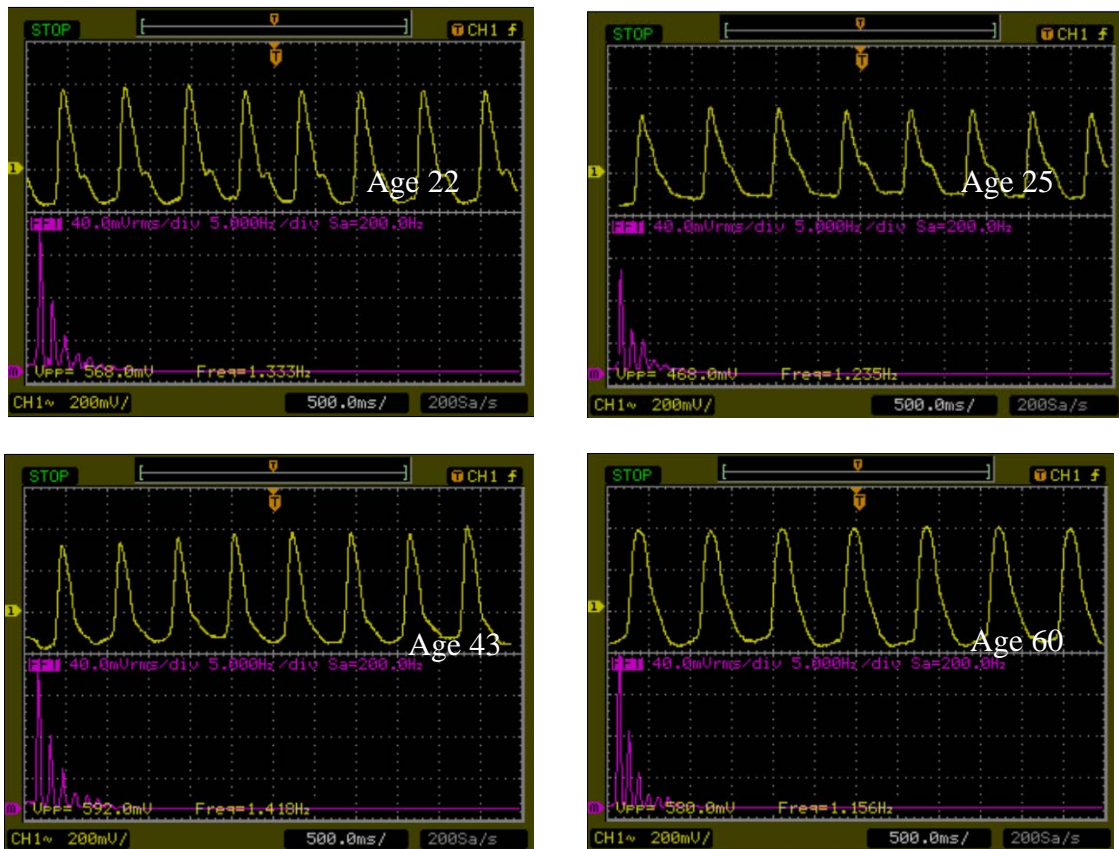 STOP
T
T CH1
T
1
Age 22
FFT 40.0mVrms/div 5.000Hz/div Sa=200.0Hz
m
Vpp= 568.0mV Freq=1.333Hz
CH1~ 200mV/ 500.0ms/ 200Sa/s
STOP
T
T CH1
T
1
Age 25
FFT 40.0mVrms/div 5.000Hz/div Sa=200.0Hz
m
Vpp= 468.0mV Freq=1.235Hz
CH1~ 200mV/ 500.0ms/ 200Sa/s
STOP
T
T CH1
T
1
Age 43
FFT 40.0mVrms/div 5.000Hz/div Sa=200.0Hz
m
Vpp= 592.0mV Freq=1.418Hz
CH1~ 200mV/ 500.0ms/ 200Sa/s
STOP
T
T CH1
T
1
Age 60
FFT 40.0mVrms/div 5.000Hz/div Sa=200.0Hz
m
Vpp= 580.0mV Freq=1.156Hz
CH1~ 200mV/ 500.0ms/ 200Sa/s